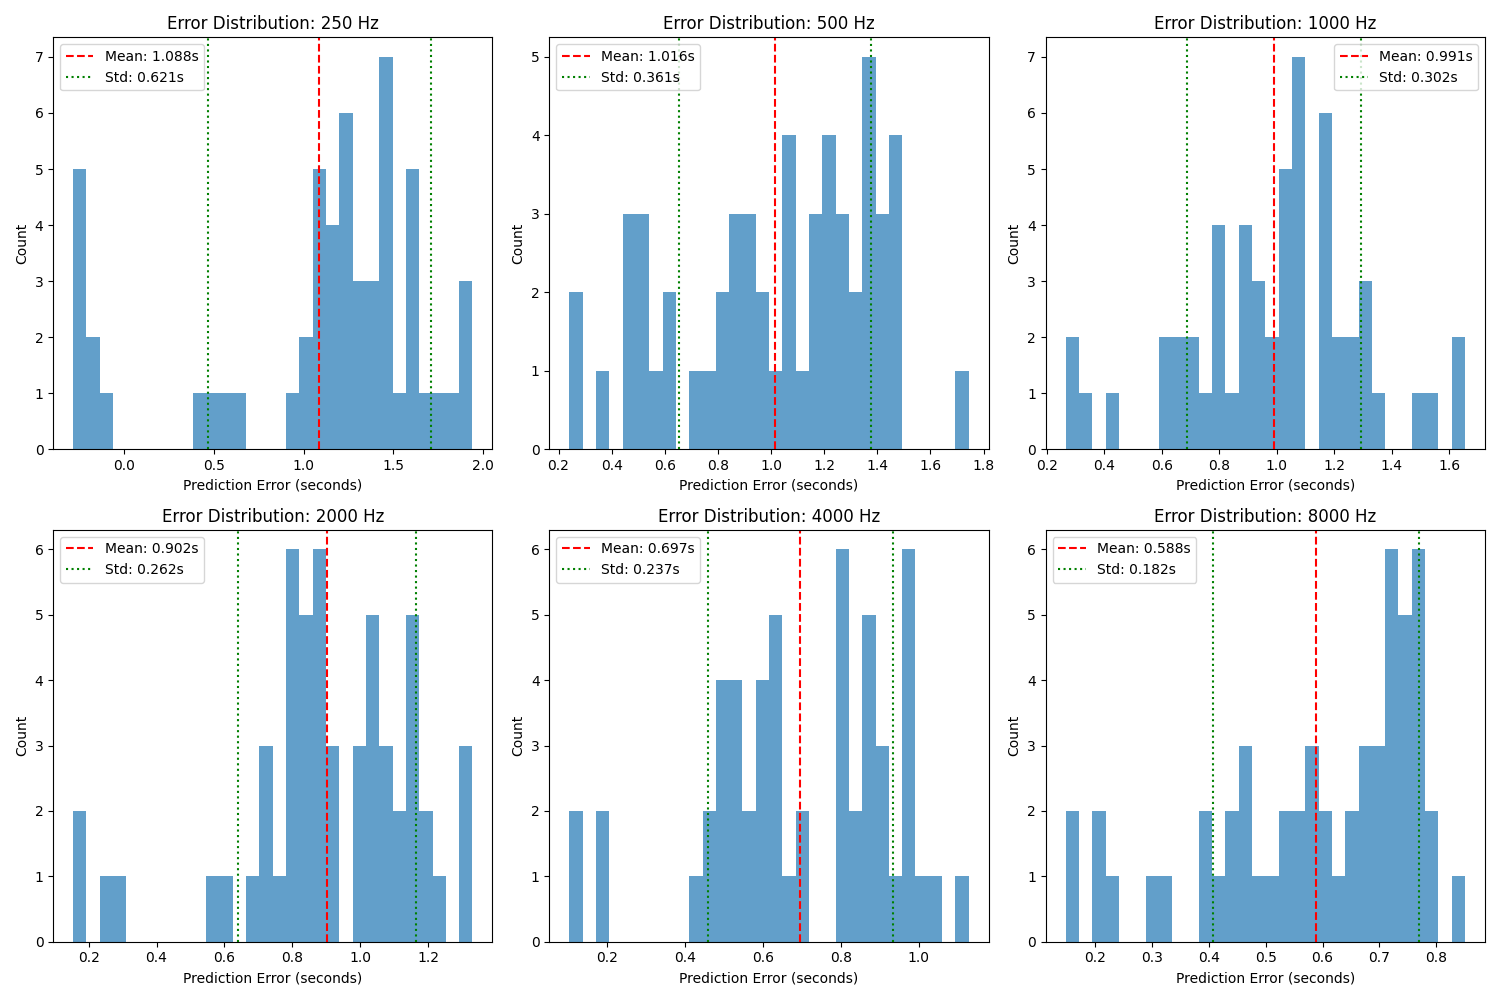 Error Distribution: 250 Hz
Mean: 1.088s
Std: 0.621s
7
6
5
4
3
2
1
0
Count
0.0 0.5 1.0 1.5 2.0
Prediction Error (seconds)
Error Distribution: 500 Hz
Mean: 1.016s
Std: 0.361s
5
4
3
2
1
0
Count
0.2 0.4 0.6 0.8 1.0 1.2 1.4 1.6 1.8
Prediction Error (seconds)
Error Distribution: 1000 Hz
Mean: 0.991s
Std: 0.302s
7
6
5
4
3
2
1
0
Count
0.2 0.4 0.6 0.8 1.0 1.2 1.4 1.6
Prediction Error (seconds)
Error Distribution: 2000 Hz
Mean: 0.902s
Std: 0.262s
6
5
4
3
2
1
0
Count
0.2 0.4 0.6 0.8 1.0 1.2
Prediction Error (seconds)
Error Distribution: 4000 Hz
Mean: 0.697s
Std: 0.237s
6
5
4
3
2
1
0
Count
0.2 0.4 0.6 0.8 1.0
Prediction Error (seconds)
Error Distribution: 8000 Hz
Mean: 0.588s
Std: 0.182s
6
5
4
3
2
1
0
Count
0.2 0.3 0.4 0.5 0.6 0.7 0.8
Prediction Error (seconds)